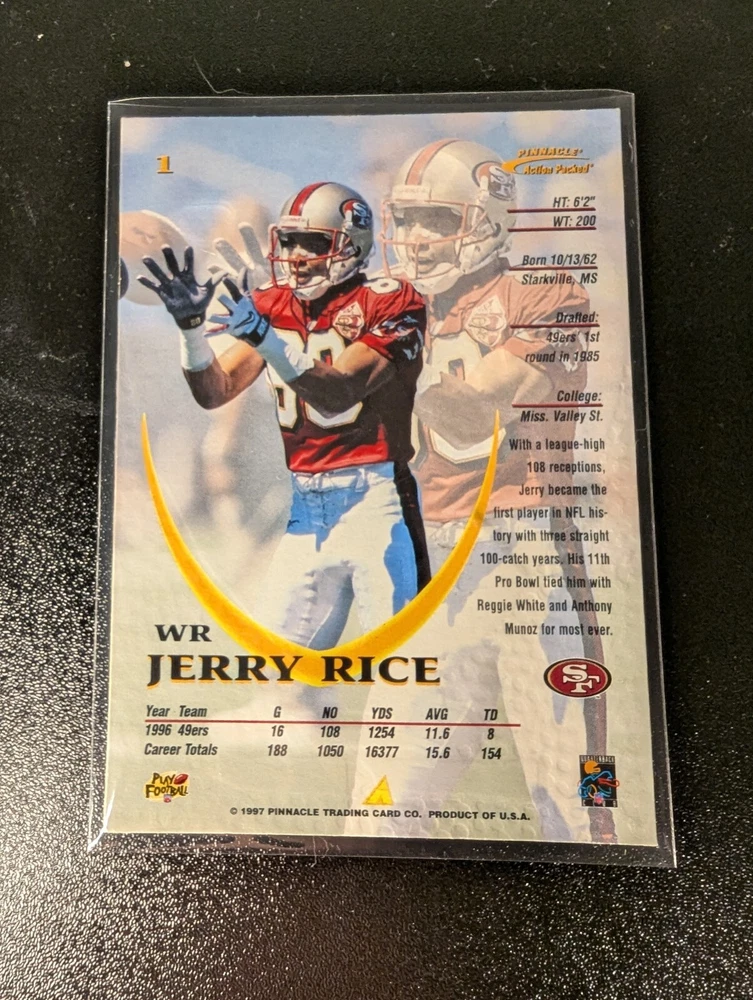 1
PINNACLE
Action Packed
HT: 6'2"
WT: 200
Born 10/13/62
Starkville, MS
Drafted:
49ers' 1st
round in 1985
College:
Miss. Valley St.
With a league-high
108 receptions,
Jerry became the
first player in NFL his-
tory with three straight
100-catch years. His 11th
Pro Bowl tied him with
Reggie White and Anthony
Munoz for most ever.
WR
JERRY RICE
SF
Year Team G NO YDS AVG TD
1996 49ers 16 108 1254 11.6 8
Career Totals 188 1050 16377 15.6 154
PLAY
FOOTBALL
© 1997 PINNACLE TRADING CARD CO. PRODUCT OF U.S.A.